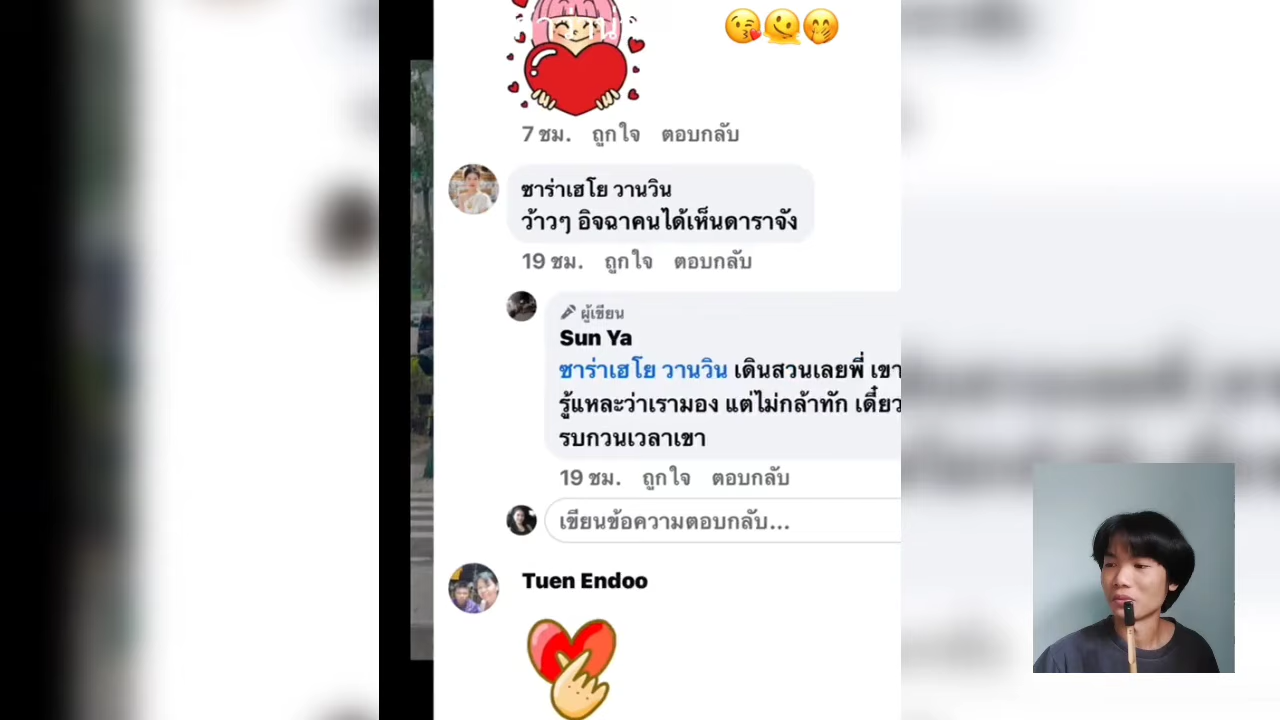 7 ชม. ถูกใจ ตอบกลับ
ซาร่าเฮโย วานวิน
ว้าวๆ อิจฉาคนได้เห็นดาราจัง
19 ชม. ถูกใจ ตอบกลับ
ผู้เขียน
Sun Ya
ซาร่าเฮโย วานวิน เดินสวนเลยพี่ เขา
รู้แหละว่าเรามอง แต่ไม่กล้าทัก เดี๋ยว
รบกวนเวลาเขา
19 ชม. ถูกใจ ตอบกลับ
เขียนข้อความตอบกลับ...
Tuen Endoo